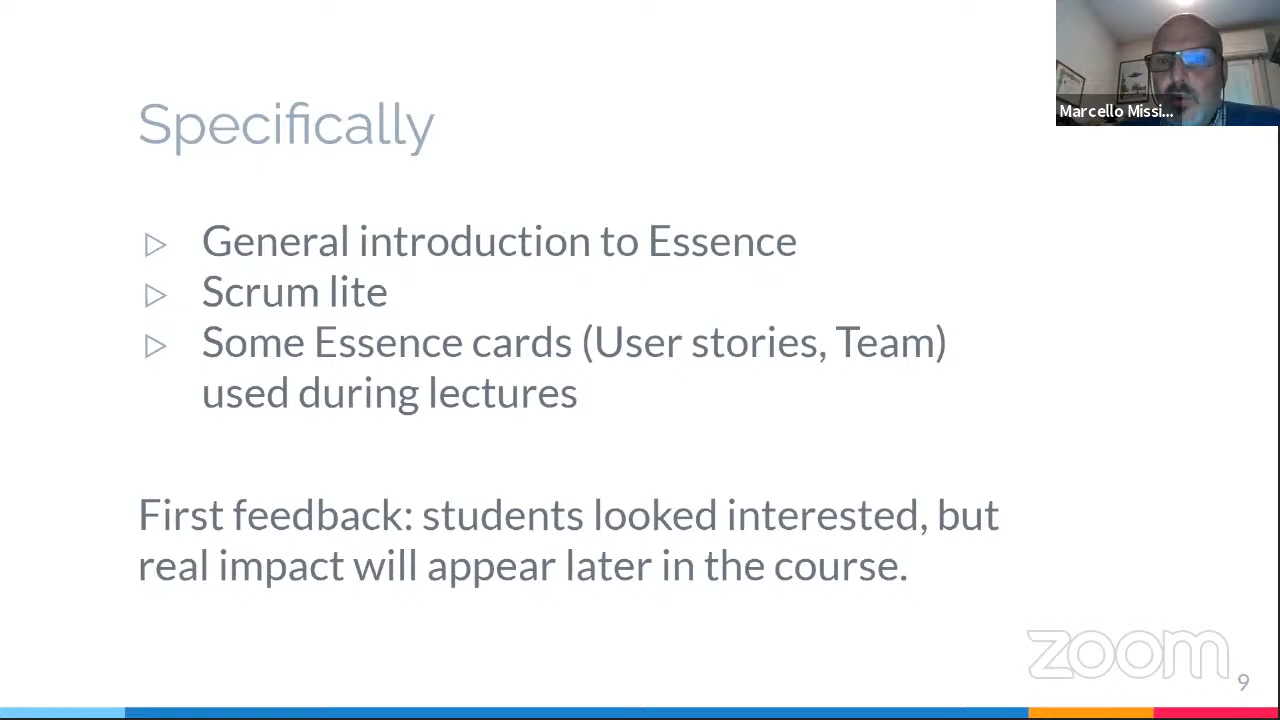 Marcello Missi...
Specifically
▷ General introduction to Essence
▷ Scrum lite
▷ Some Essence cards (User stories, Team)
used during lectures
First feedback: students looked interested, but
real impact will appear later in the course.
zoom
9